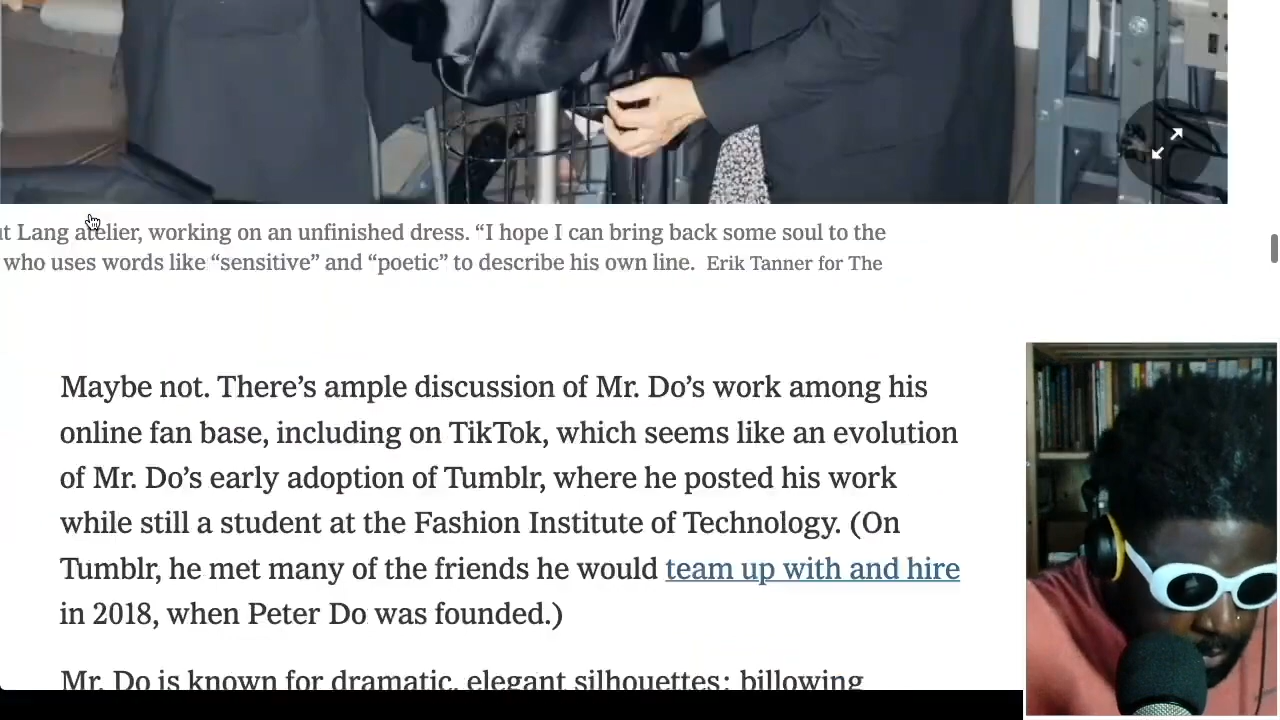 Lang atelier, working on an unfinished dress. “I hope I can bring back some soul to the
who uses words like “sensitive” and “poetic” to describe his own line. Erik Tanner for The
Maybe not. There’s ample discussion of Mr. Do’s work among his
online fan base, including on TikTok, which seems like an evolution
of Mr. Do’s early adoption of Tumblr, where he posted his work
while still a student at the Fashion Institute of Technology. (On
Tumblr, he met many of the friends he would team up with and hire
in 2018, when Peter Do was founded.)
Mr. Do is known for dramatic, elegant silhouettes: billowing